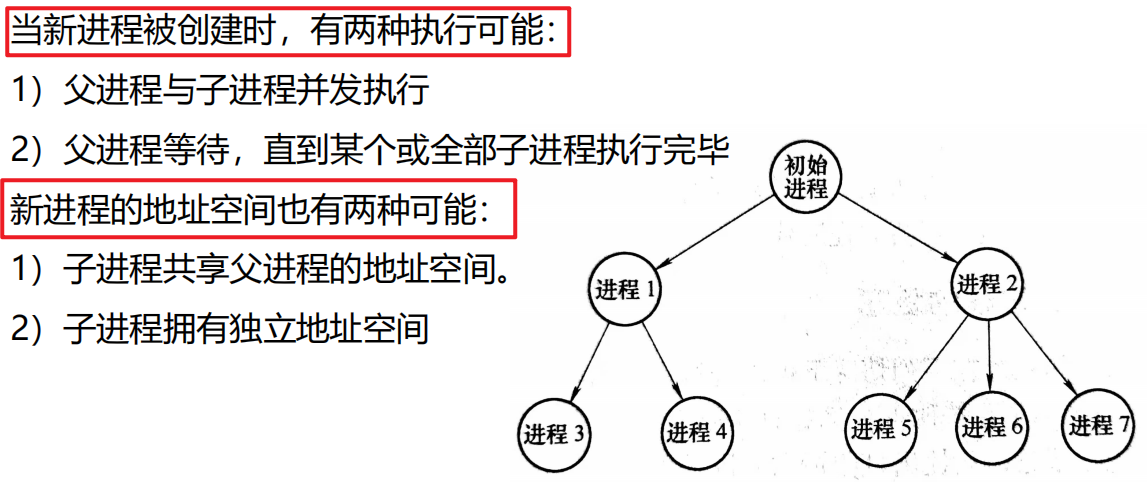 当新进程被创建时，有两种执行可能：
1）父进程与子进程并发执行
2）父进程等待，直到某个或全部子进程执行完毕
新进程的地址空间也有两种可能：
1）子进程共享父进程的地址空间。
2）子进程拥有独立地址空间
初始
进程
进程 1
进程 2
进程 3
进程 4
进程 5
进程 6
进程 7